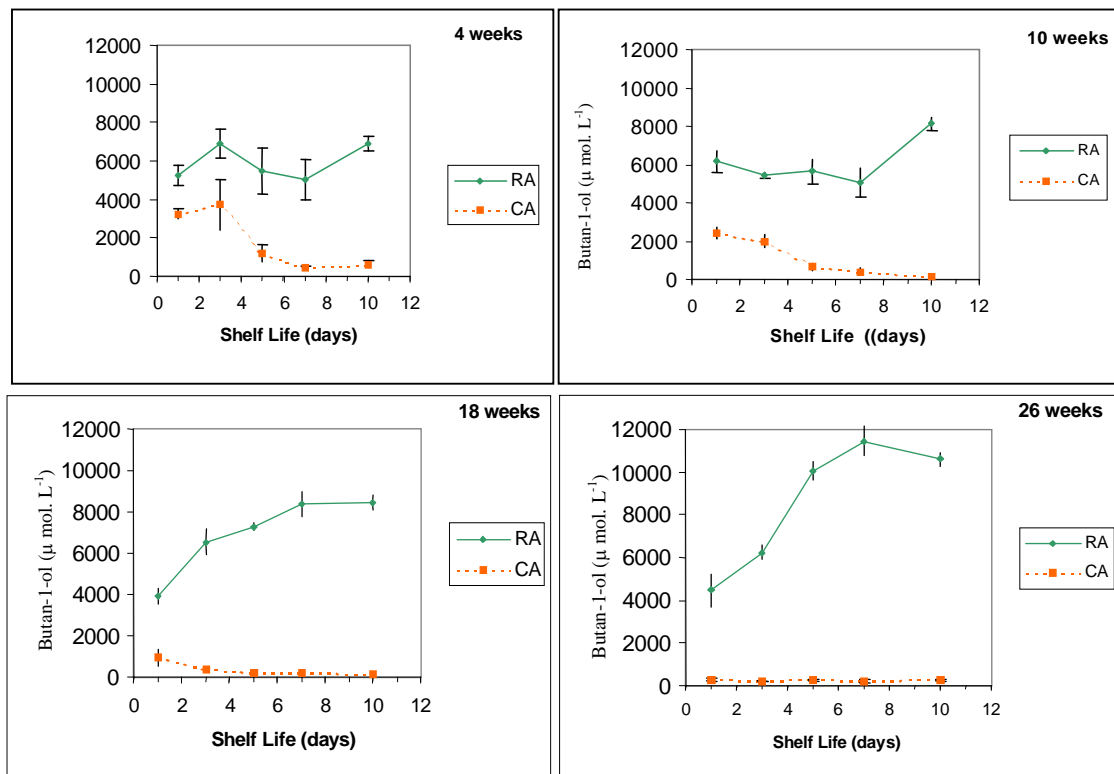 4 weeks
12000
10000
8000
6000
4000
2000
0
0 2 4 6 8 10 12
Shelf Life (days)
RA
CA
10 weeks
Butan-1-ol (µ mol. L-1)
12000
10000
8000
6000
4000
2000
0
0 2 4 6 8 10 12
Shelf Life ((days)
RA
CA
18 weeks
Butan-1-ol (µ mol. L-1)
12000
10000
8000
6000
4000
2000
0
0 2 4 6 8 10 12
Shelf Life (days)
RA
CA
26 weeks
Butan-1-ol (µ mol. L-1)
12000
10000
8000
6000
4000
2000
0
0 2 4 6 8 10 12
Shelf Life (days)
RA
CA